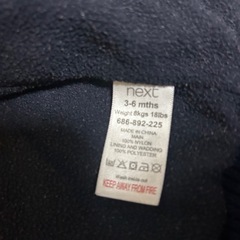 next
3-6 mths
Weight 8kgs 18lbs
686-892-225
MADE IN CHINA
MAIN
100% NYLON
LINING AND WADDING
100% POLYESTER
KEEP AWAY FROM FIRE